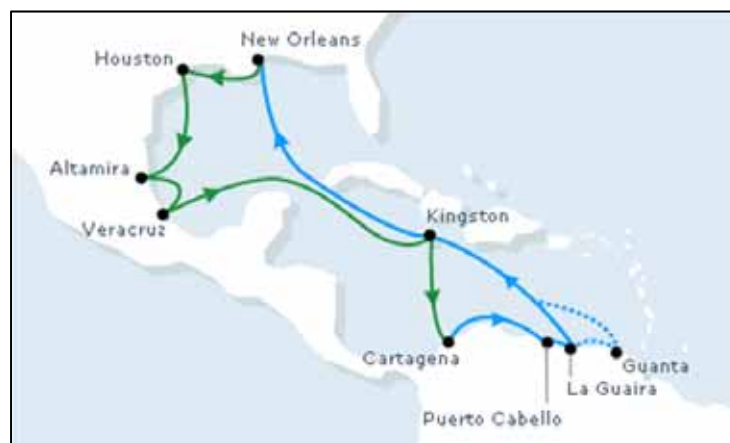 New Orleans
Houston
Altamira
Veracruz
Kingston
Cartagena
Guanta
La Guaira
Puerto Cabello